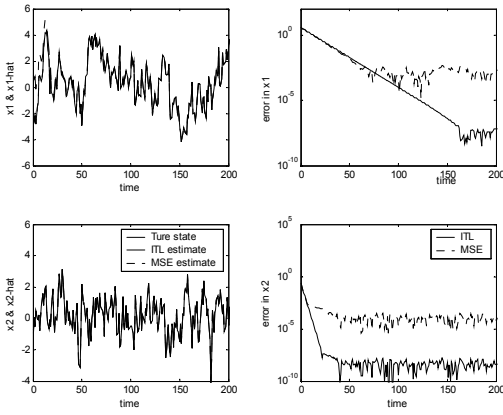 6
4
2
0
-2
-4
-6
0 50 100 150 200
time
x1 & x1-hat
10^0
10^-5
10^-10
0 50 100 150 200
time
error in x1
6
4
2
0
-2
-4
0 50 100 150 200
time
x2 & x2-hat
Ture state
ITL estimate
MSE estimate
10^5
10^0
10^-5
10^-10
0 50 100 150 200
time
error in x2
ITL
MSE